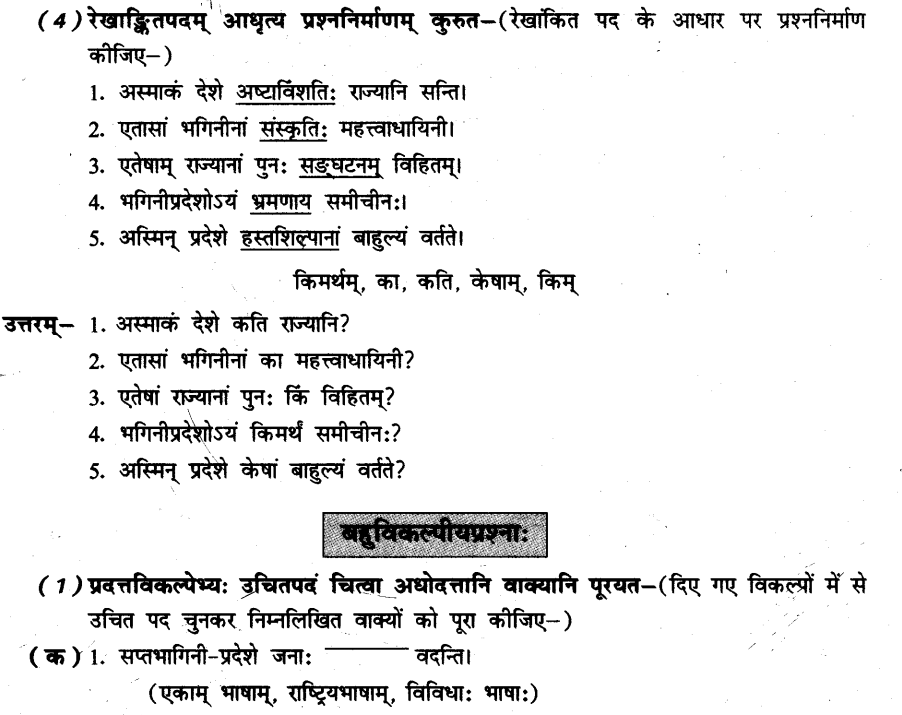 (4) रेखाङ्कितपदम् आधृत्य प्रश्ननिर्माणम् कुरुत–(रेखांकित पद के आधार पर प्रश्ननिर्माण
कीजिए–)
1. अस्माकं देशे अष्टाविंशतिः राज्यानि सन्ति।
2. एतासां भगिनीनां संस्कृतिः महत्त्वाधायिनी।
3. एतेषाम् राज्यानां पुनः सङ्घटनम् विहितम्।
4. भगिनीप्रदेशोऽयं भ्रमणाय समीचीनः।
5. अस्मिन् प्रदेशे हस्तशिल्पानां बाहुल्यं वर्तते।
किमर्थम्, का, कति, केषाम्, किम्
उत्तरम्– 1. अस्माकं देशे कति राज्यानि?
2. एतासां भगिनीनां का महत्त्वाधायिनी?
3. एतेषां राज्यानां पुनः किं विहितम्?
4. भगिनीप्रदेशोऽयं किमर्थं समीचीनः?
5. अस्मिन् प्रदेशे केषां बाहुल्यं वर्तते?
बहुविकल्पीयप्रश्नाः
(1) प्रदत्तविकल्पेभ्यः उचितपदं चित्वा अधोदत्तानि वाक्यानि पूरयत–(दिए गए विकल्पों में से
उचित पद चुनकर निम्नलिखित वाक्यों को पूरा कीजिए–)
(क) 1. सप्तभागिनी-प्रदेशे जनाः ______ वदन्ति।
(एकाम् भाषाम्, राष्ट्रियभाषाम्, विविधाः भाषाः)